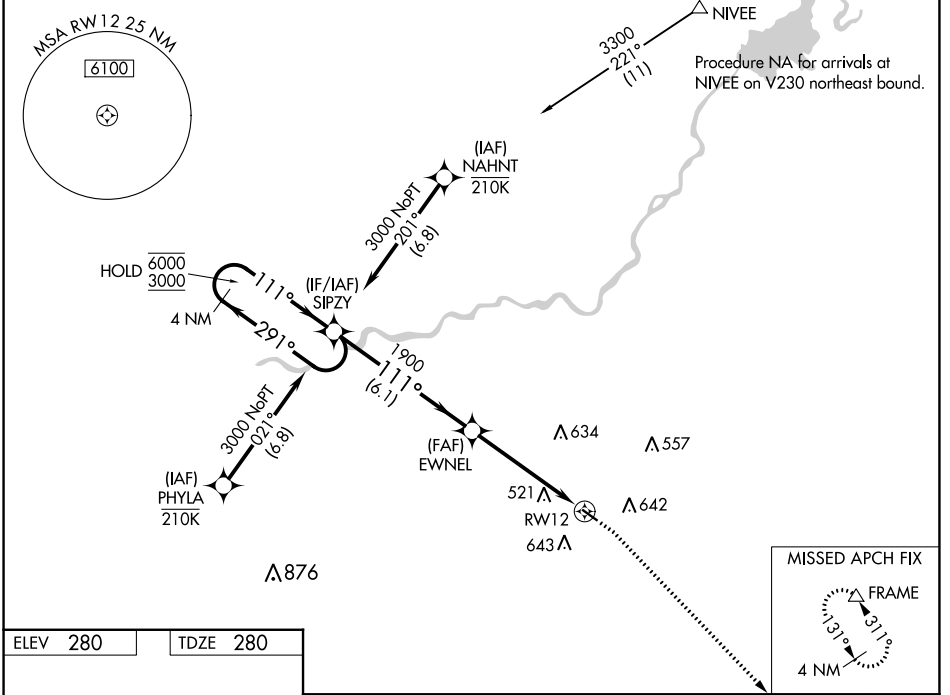 MSA RW12 25 NM
6100
NIVEE
3300
221°
(11)
Procedure NA for arrivals at
NIVEE on V230 northeast bound.
(IAF)
NAHNT
210K
3000 NoPT
201°
(6.8)
HOLD 6000
3000
111°
(IF/IAF)
SIPZY
4 NM
291°
1900
111°
(6.1)
3000 NoPT
021°
(6.8)
(IAF)
PHYLA
210K
(FAF)
EWNEL
634
557
521
642
RW12
643
876
MISSED APCH FIX
FRAME
131°
311°
4 NM
ELEV 280
TDZE 280